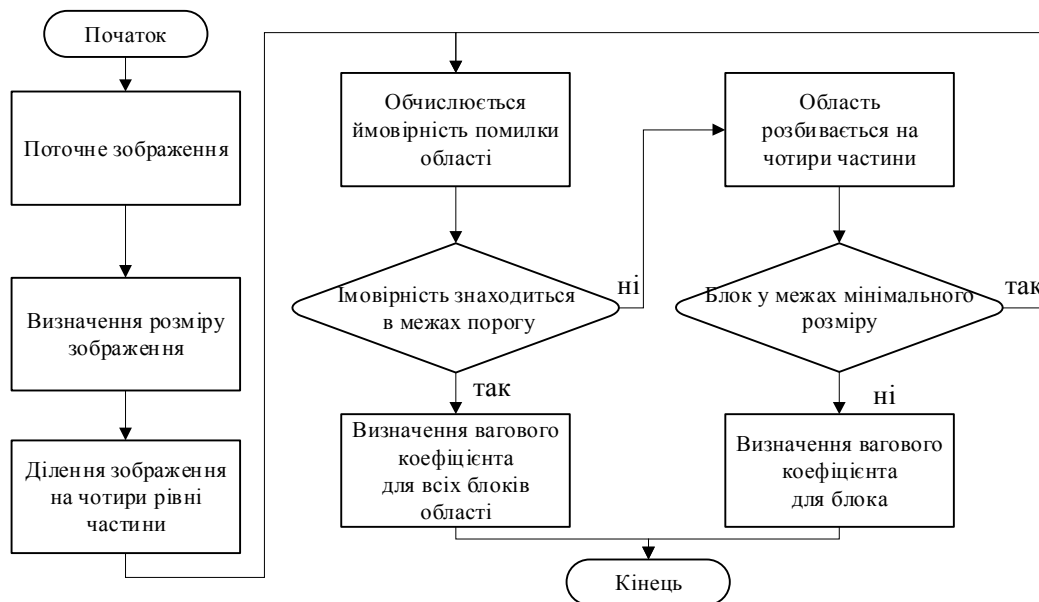 Початок
Поточне зображення
Визначення розміру
зображення
Ділення зображення
на чотири рівні
частини
Обчислюється
ймовірність помилки
області
Імовірність знаходиться
в межах порогу
ні
так
Визначення вагового
коефіцієнта
для всіх блоків
області
Область
розбивається на
чотири частини
Блок у межах мінімального
розміру
так
ні
Визначення вагового
коефіцієнта
для блока
Кінець